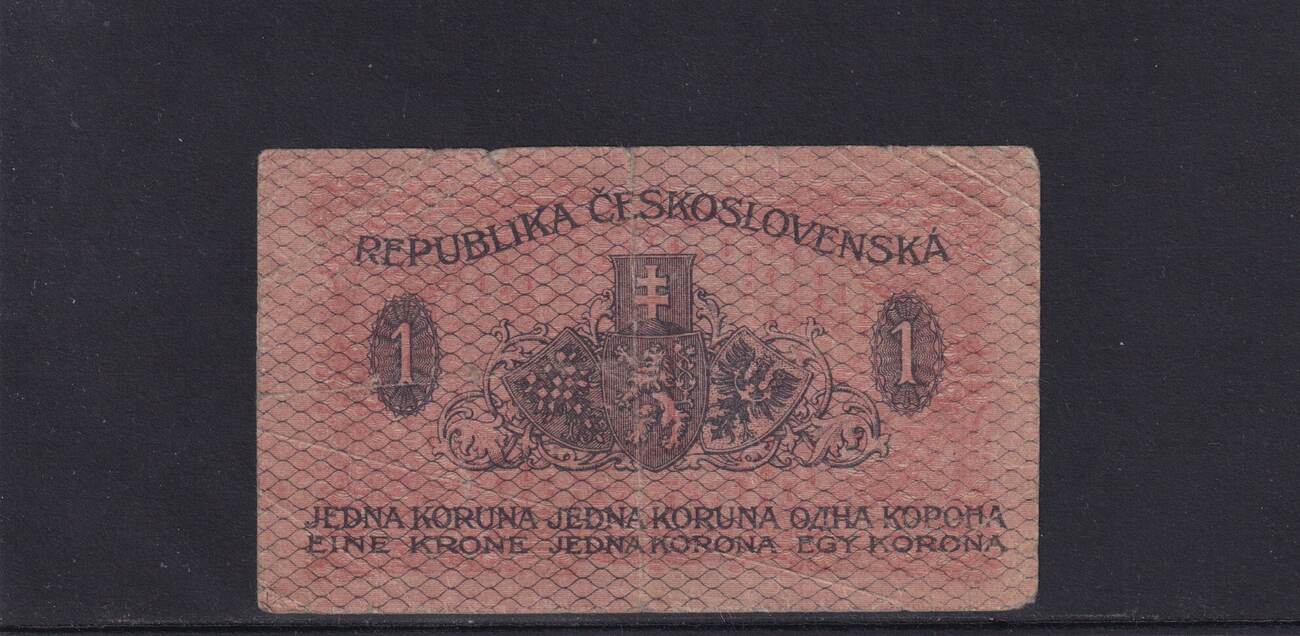 REPUBLIKA ČESKOSLOVENSKÁ
1 1
JEDNA KORUNA JEDNA KORUNA ОДНА КОРОНА
EINE KRONE JEDNA KORONA EGY KORONA